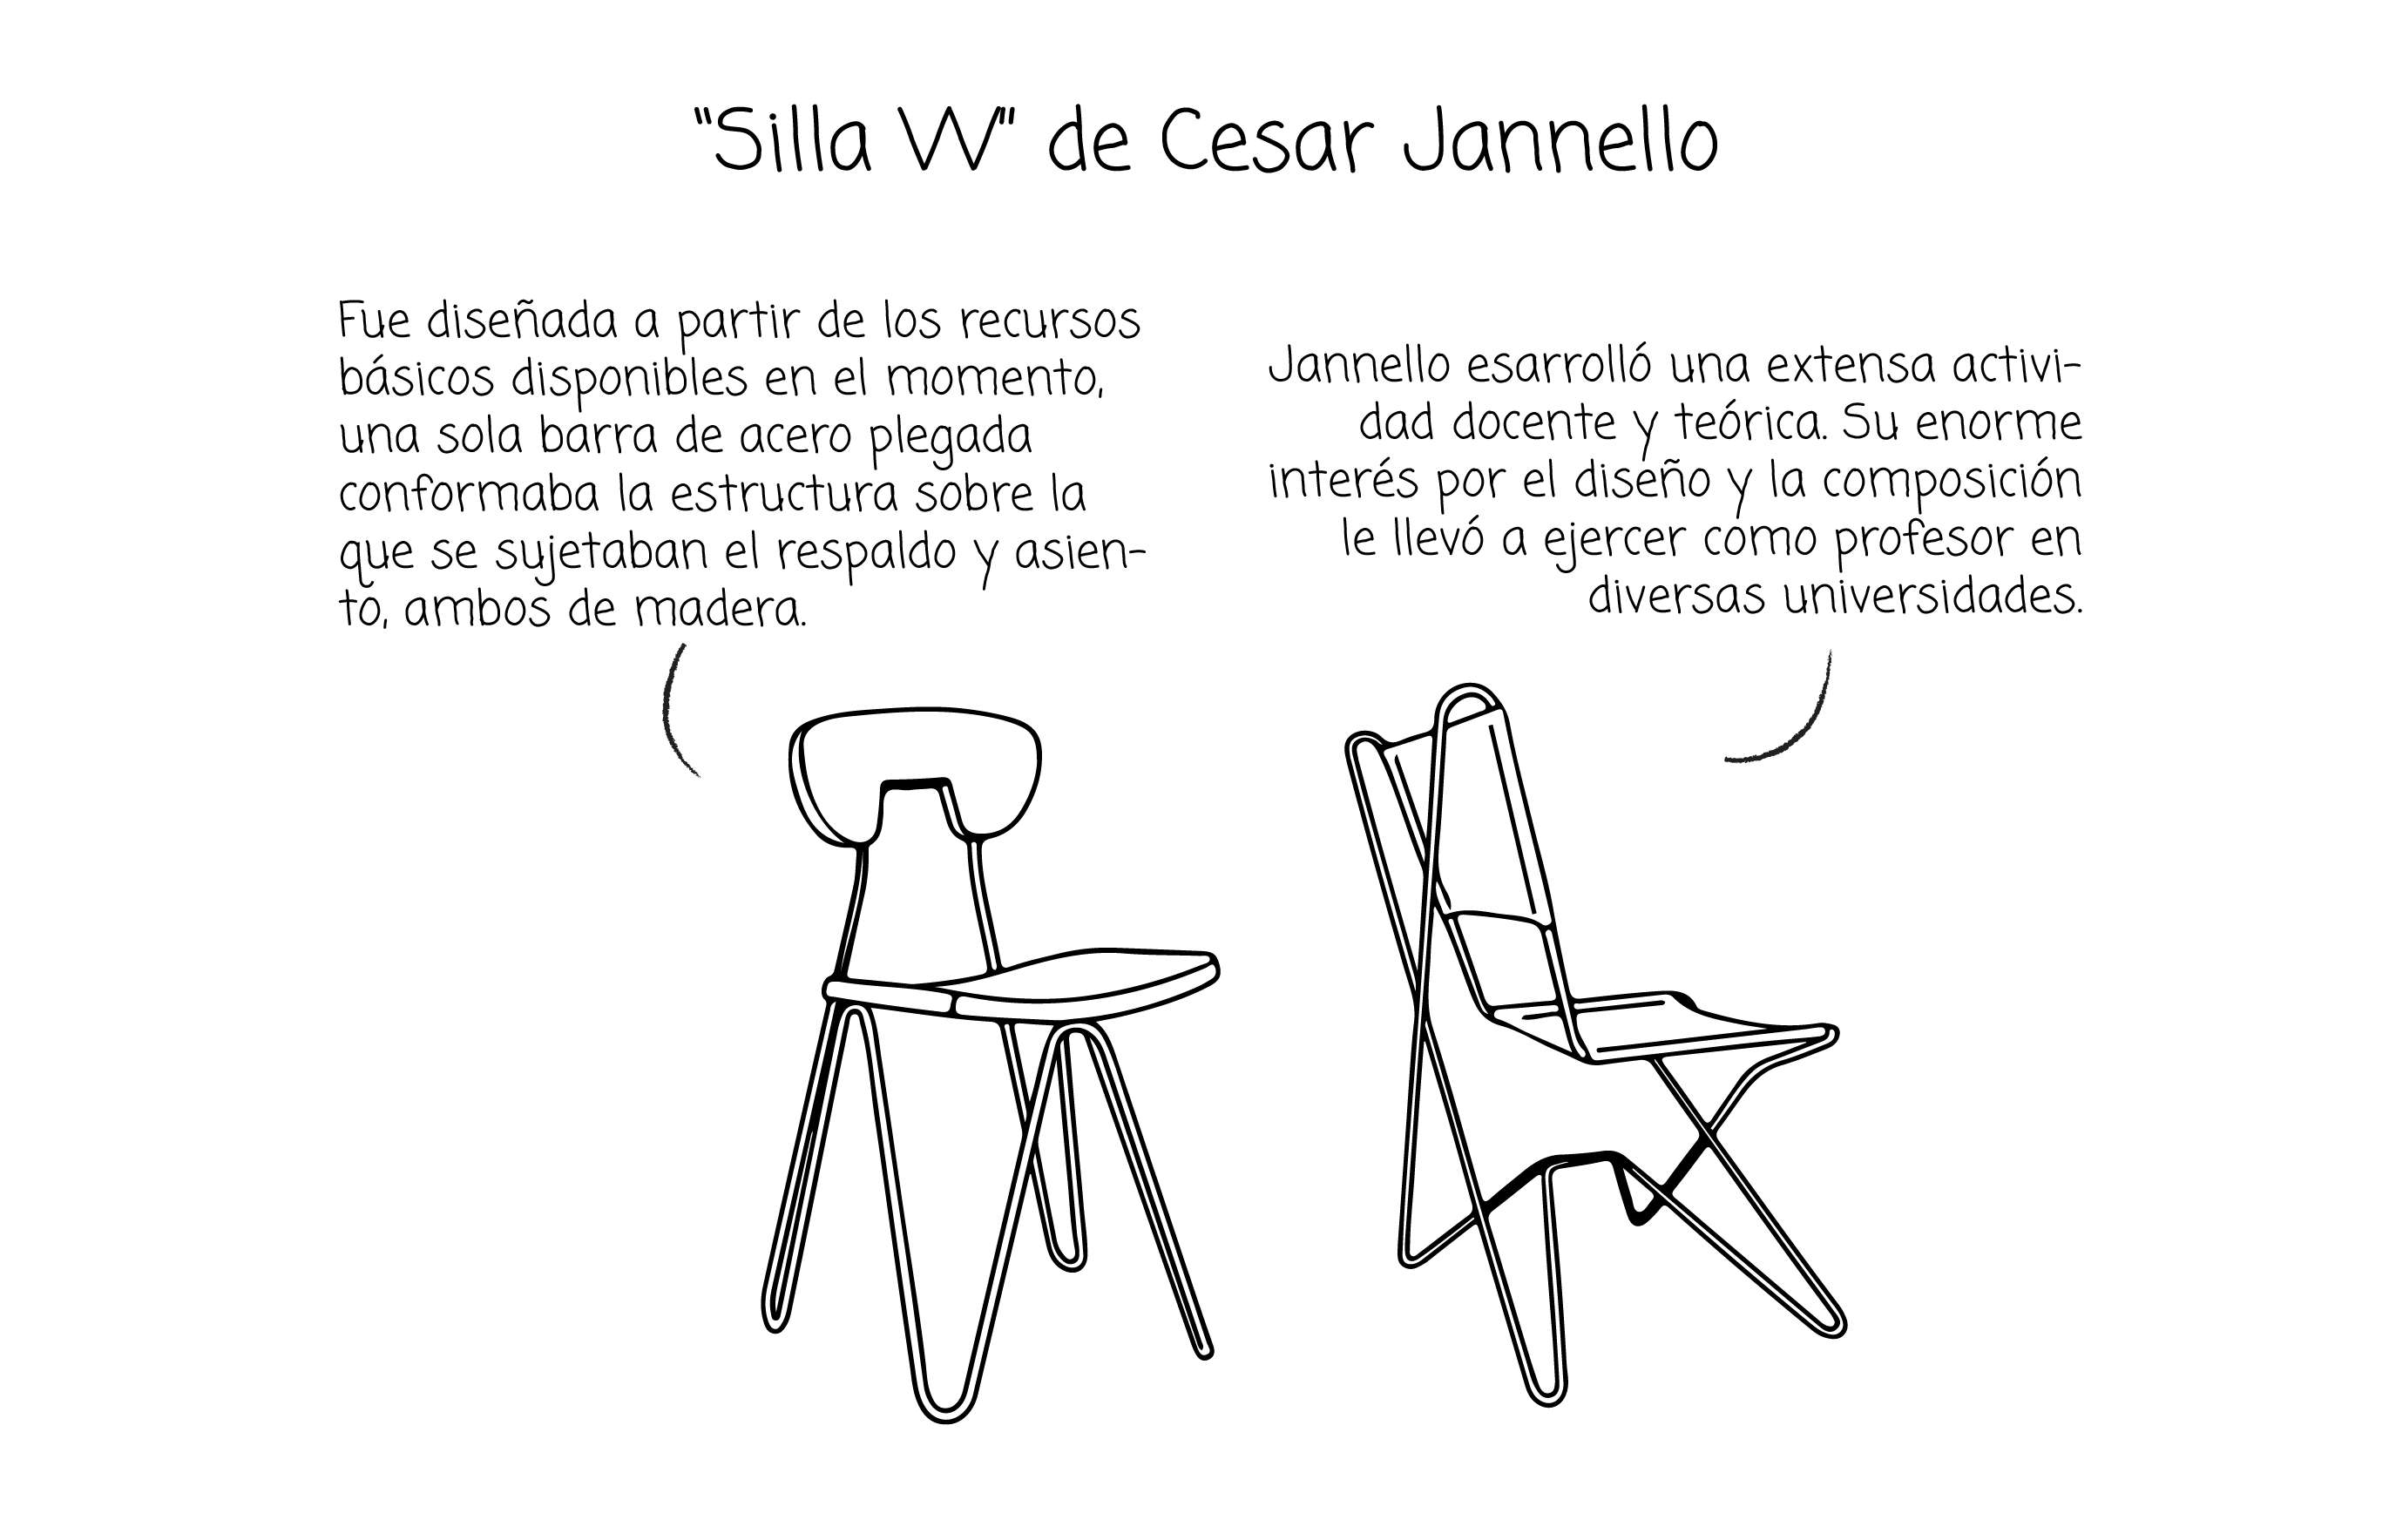 "Silla W" de Cesar Jannello
Fue diseñada a partir de los recursos
básicos disponibles en el momento,
una sola barra de acero plegada
conformaba la estructura sobre la
que se sujetaban el respaldo y asien-
to, ambos de madera.
Jannello esarrolló una extensa activi-
dad docente y teórica. Su enorme
interés por el diseño y la composición
le llevó a ejercer como profesor en
diversas universidades.